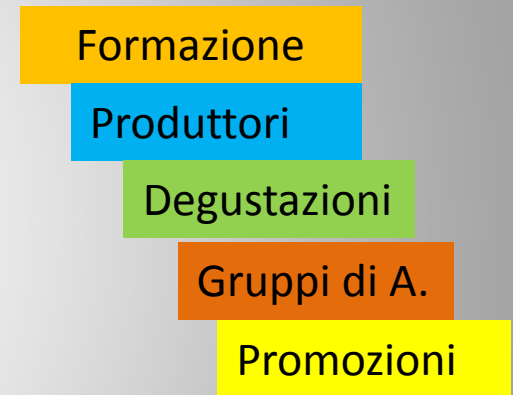 Formazione
Produttori
Degustazioni
Gruppi di A.
Promozioni